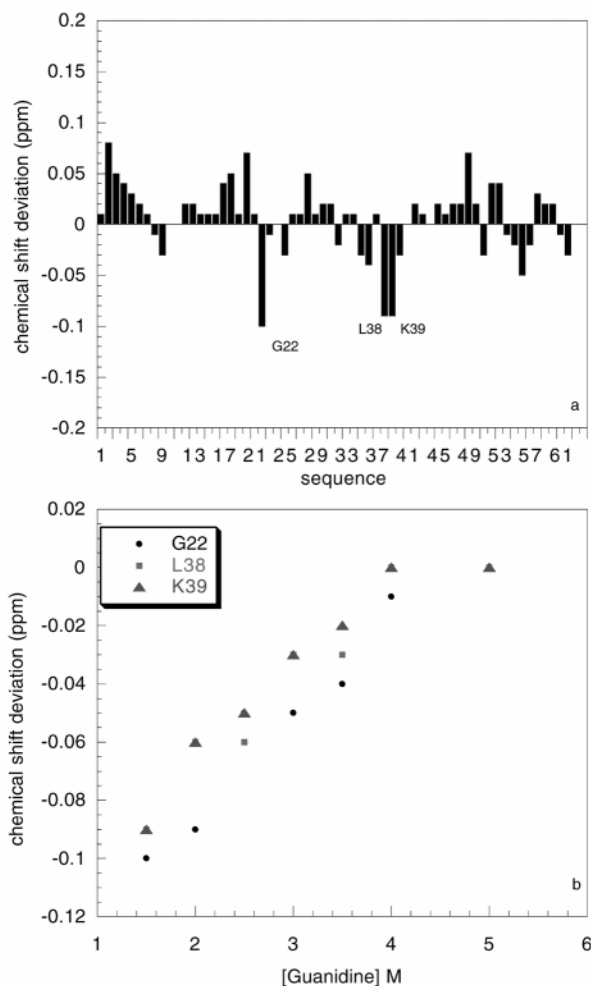 0.2
0.15
0.1
0.05
0
-0.05
-0.1
-0.15
-0.2
chemical shift deviation (ppm)
G22
L38
K39
a
1 5 9 13 17 21 25 29 33 37 41 45 49 53 57 61
sequence
0.02
0
-0.02
-0.04
-0.06
-0.08
-0.1
-0.12
chemical shift deviation (ppm)
G22
L38
K39
b
1 2 3 4 5 6
[Guanidine] M